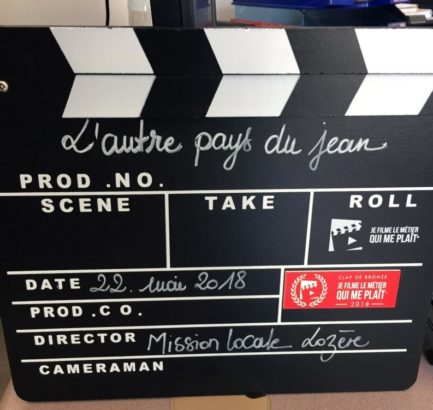 L'autre pays du jean
PROD .NO.
SCENE
TAKE
ROLL
JE FILME LE MÉTIER
QUI ME PLAÎT
DATE 22 mai 2018
CLAP DE BRONZE
JE FILME LE MÉTIER
QUI ME PLAÎT
2018
PROD.CO.
DIRECTOR Mission locale Lozère
CAMERAMAN